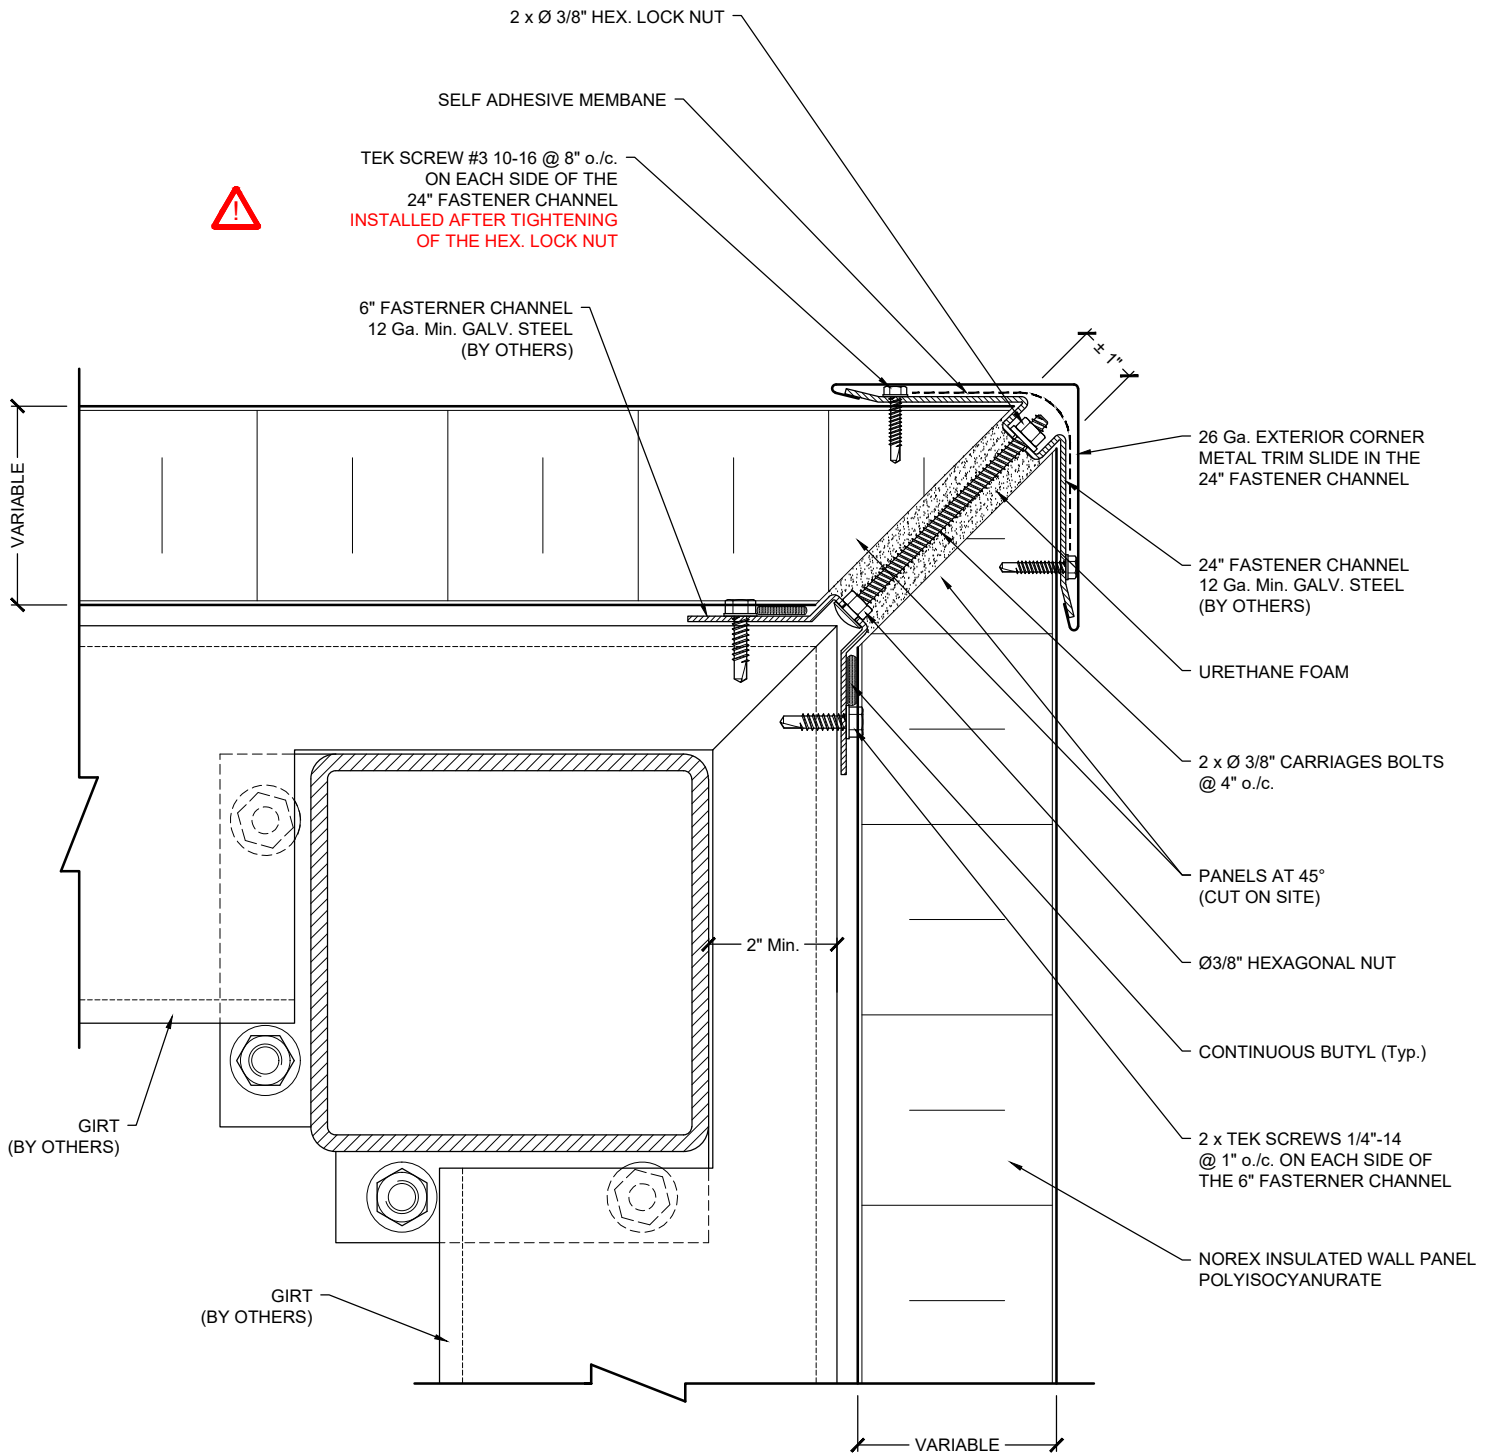 2 x Ø 3/8" HEX. LOCK NUT
SELF ADHESIVE MEMBANE
TEK SCREW #3 10-16 @ 8" o./c.
ON EACH SIDE OF THE
24" FASTENER CHANNEL
INSTALLED AFTER TIGHTENING
OF THE HEX. LOCK NUT
!
6" FASTERNER CHANNEL
12 Ga. Min. GALV. STEEL
(BY OTHERS)
± 1"
VARIABLE
26 Ga. EXTERIOR CORNER
METAL TRIM SLIDE IN THE
24" FASTENER CHANNEL
24" FASTENER CHANNEL
12 Ga. Min. GALV. STEEL
(BY OTHERS)
URETHANE FOAM
2 x Ø 3/8" CARRIAGES BOLTS
@ 4" o./c.
PANELS AT 45°
(CUT ON SITE)
2" Min.
Ø3/8" HEXAGONAL NUT
CONTINUOUS BUTYL (Typ.)
GIRT
(BY OTHERS)
2 x TEK SCREWS 1/4"-14
@ 1" o./c. ON EACH SIDE OF
THE 6" FASTERNER CHANNEL
NOREX INSULATED WALL PANEL
POLYISOCYANURATE
GIRT
(BY OTHERS)
VARIABLE